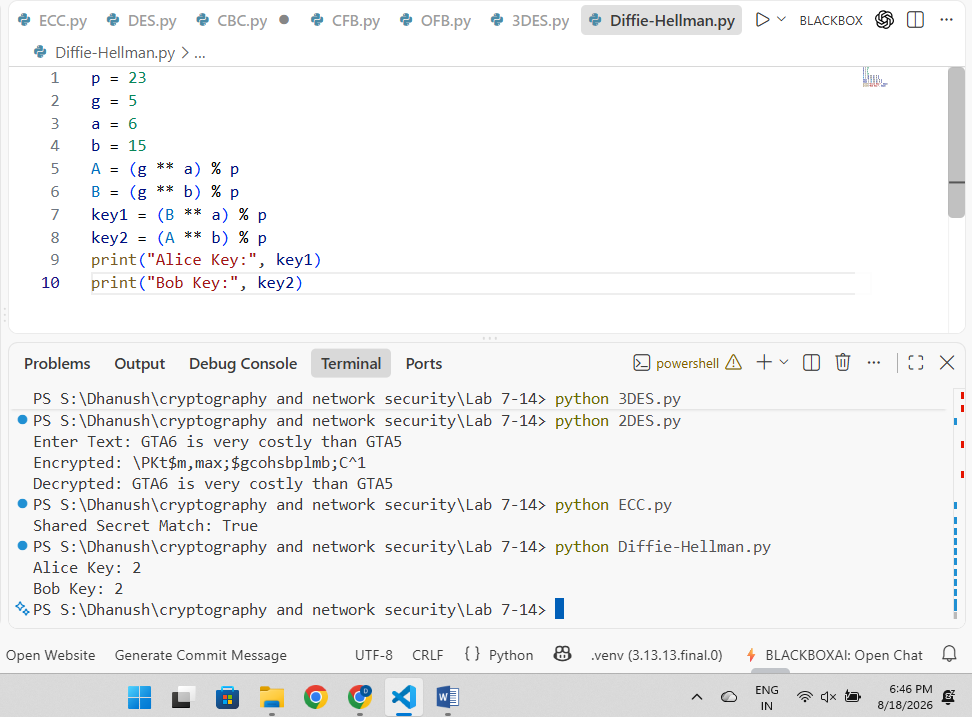 ECC.py DES.py CBC.py CFB.py OFB.py 3DES.py Diffie-Hellman.py BLACKBOX
Diffie-Hellman.py > ...
1 p = 23
2 g = 5
3 a = 6
4 b = 15
5 A = (g ** a) % p
6 B = (g ** b) % p
7 key1 = (B ** a) % p
8 key2 = (A ** b) % p
9 print("Alice Key:", key1)
10 print("Bob Key:", key2)
Problems Output Debug Console Terminal Ports powershell
PS S:\Dhanush\cryptography and network security\Lab 7-14> python 3DES.py
PS S:\Dhanush\cryptography and network security\Lab 7-14> python 2DES.py
Enter Text: GTA6 is very costly than GTA5
Encrypted: \PKt$m,max;$gcohsbplmb;C^1
Decrypted: GTA6 is very costly than GTA5
PS S:\Dhanush\cryptography and network security\Lab 7-14> python ECC.py
Shared Secret Match: True
PS S:\Dhanush\cryptography and network security\Lab 7-14> python Diffie-Hellman.py
Alice Key: 2
Bob Key: 2
PS S:\Dhanush\cryptography and network security\Lab 7-14>
Open Website Generate Commit Message UTF-8 CRLF {} Python .venv (3.13.13.final.0) BLACKBOXAI: Open Chat
ENG 6:46 PM
IN 8/18/2026